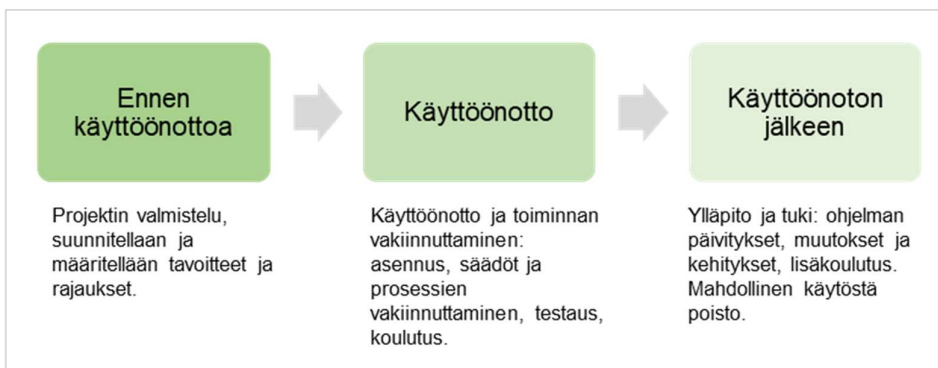 Ennen
käyttöönottoa
Projektin valmistelu,
suunnitellaan ja
määritellään tavoitteet ja
rajaukset.
Käyttöönotto
Käyttöönotto ja toiminnan
vakiinnuttaminen:
asennus, säädöt ja
prosessien
vakiinnuttaminen, testaus,
koulutus.
Käyttöönoton
jälkeen
Ylläpito ja tuki: ohjelman
päivitykset, muutokset ja
kehitykset, lisäkoulutus.
Mahdollinen käytöstä
poisto.